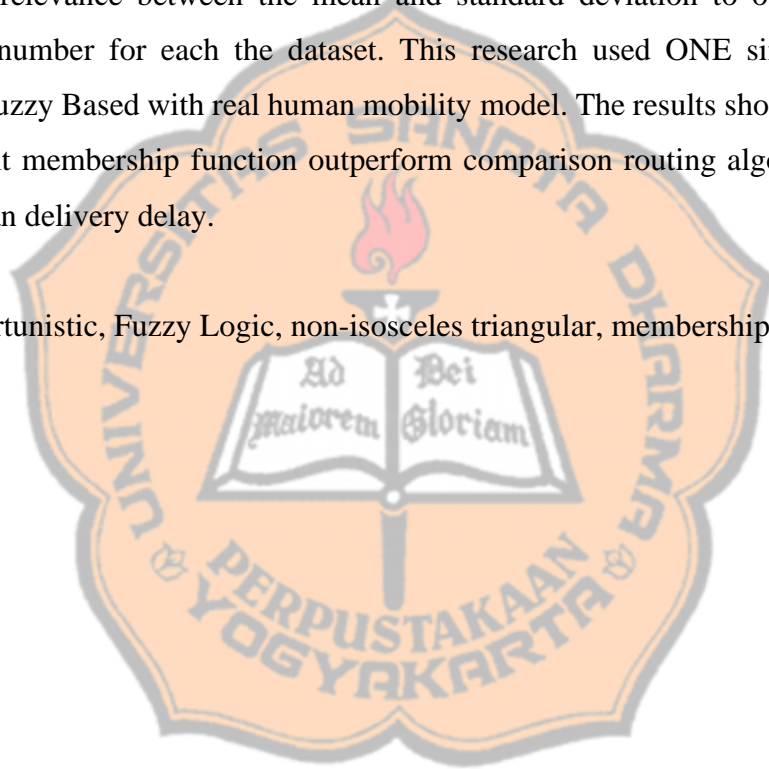 relevance between the mean and standard deviation to o
number for each the dataset. This research used ONE si
uzzy Based with real human mobility model. The results sho
t membership function outperform comparison routing alg
n delivery delay.
rtunistic, Fuzzy Logic, non-isosceles triangular, membership
UNIVERSITAS SANATA DHARMA
Ad Maiorem
Dei Gloriam
PERPUSTAKAAN
YOGYAKARTA